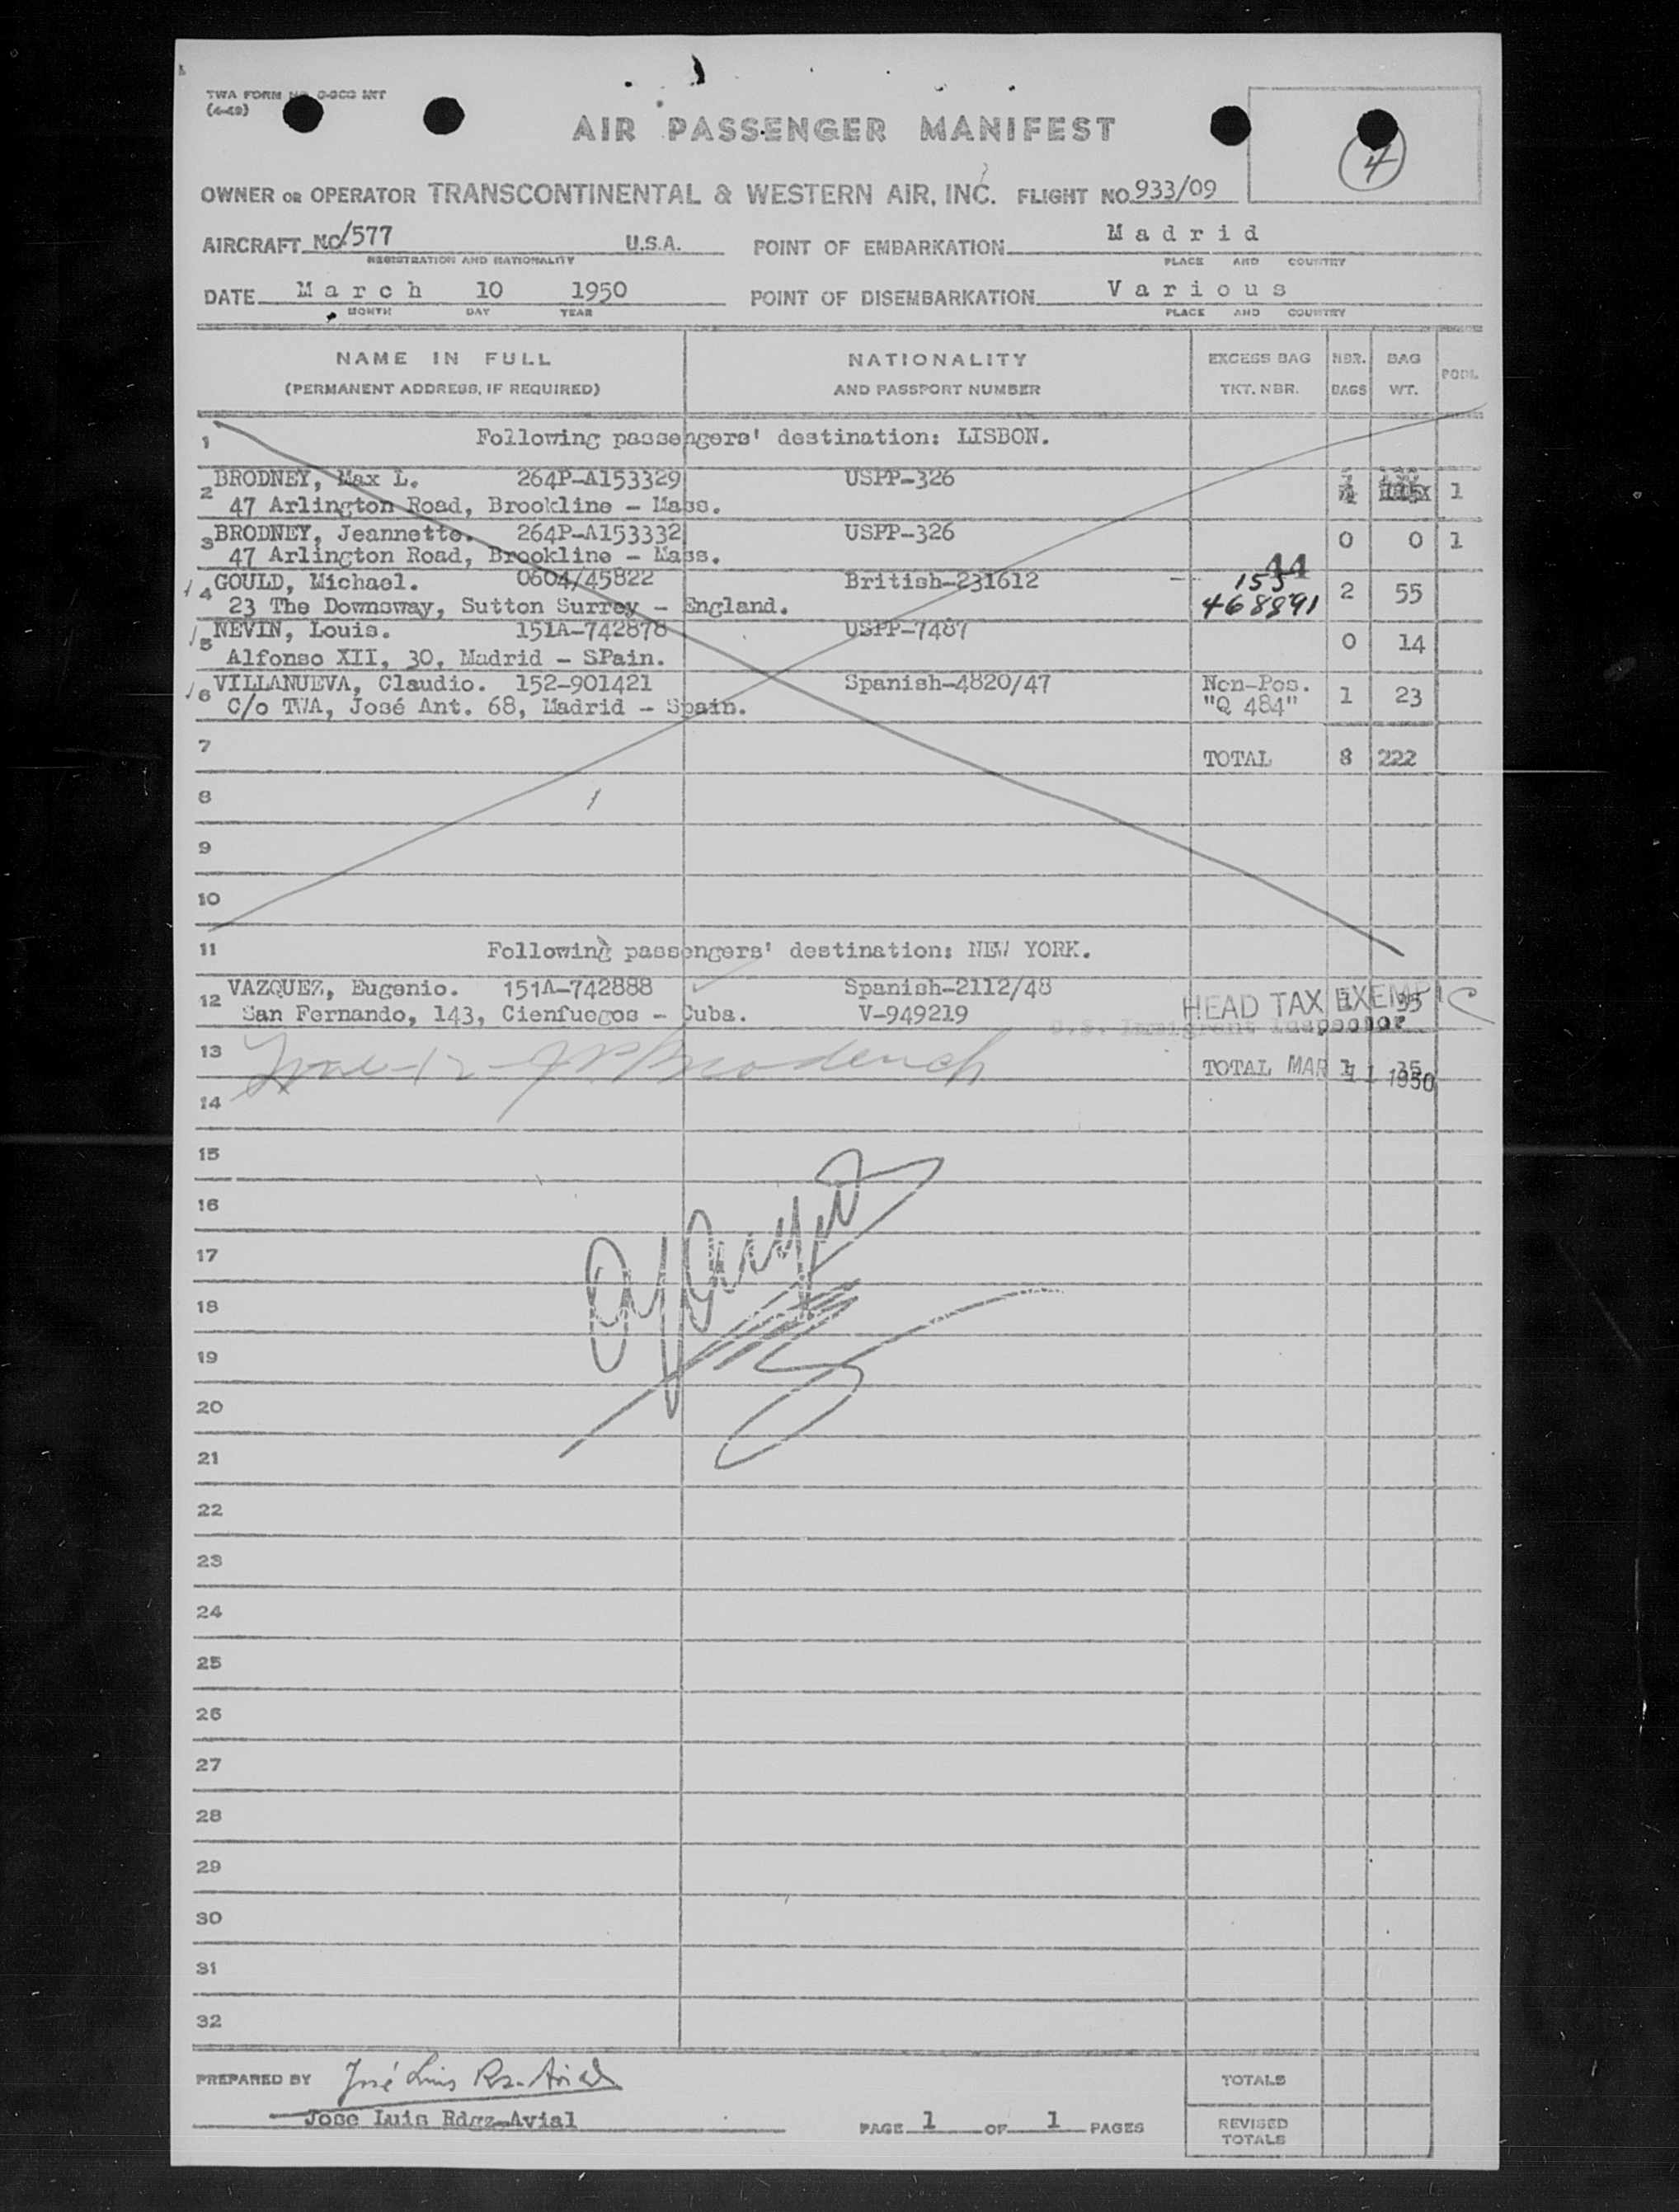 TWA FORM
(4-49)
AIR PASSENGER MANIFEST
4
OWNER OR OPERATOR TRANSCONTINENTAL & WESTERN AIR, INC. FLIGHT NO. 933/09
AIRCRAFT NC/577 U.S.A. POINT OF EMBARKATION Madrid
REGISTRATION AND NATIONALITY PLACE AND COUNTRY
DATE March 10 1950 POINT OF DISEMBARKATION Various
MONTH DAY YEAR PLACE AND COUNTRY
NAME IN FULL NATIONALITY EXCESS BAG NBR. BAG
(PERMANENT ADDRESS, IF REQUIRED) AND PASSPORT NUMBER TKT. NBR. BAGS WT.
1 Following passengers' destination: LISBON.
2 BRODNEY, Max L. 264P-A153329 USPP-326 1
47 Arlington Road, Brookline - Mass.
3 BRODNEY, Jeannette. 264P-A153332 USPP-326 0 0 1
47 Arlington Road, Brookline - Mass.
44
4 GOULD, Michael. 0604/45822 British-231612 153 2 55
23 The Downsway, Sutton Surrey - England. 468891
5 NEVIN, Louis. 151A-742878 USPP-7487 0 14
Alfonso XII, 30, Madrid - SPain.
6 VILLANUEVA, Claudio. 152-901421 Spanish-4820/47 Non-Pos. 1 23
C/o TWA, José Ant. 68, Madrid - Spain. "Q 484"
7 TOTAL 8 222
8
9
10
11 Following passengers' destination: NEW YORK.
12 VAZQUEZ, Eugenio. 151A-742888 Spanish-2112/48
San Fernando, 143, Cienfuegos - Cuba. V-949219
HEAD TAX EXEMPT
U.S. Immigrant Inspector
13 TOTAL MAR 1950
14
15
16
17
18
19
20
21
22
23
24
25
26
27
28
29
30
31
32
PREPARED BY José Luis Rz-Avial TOTALS
Jose Luis Rdgz-Avial PAGE 1 OF 1 PAGES REVISED
TOTALS